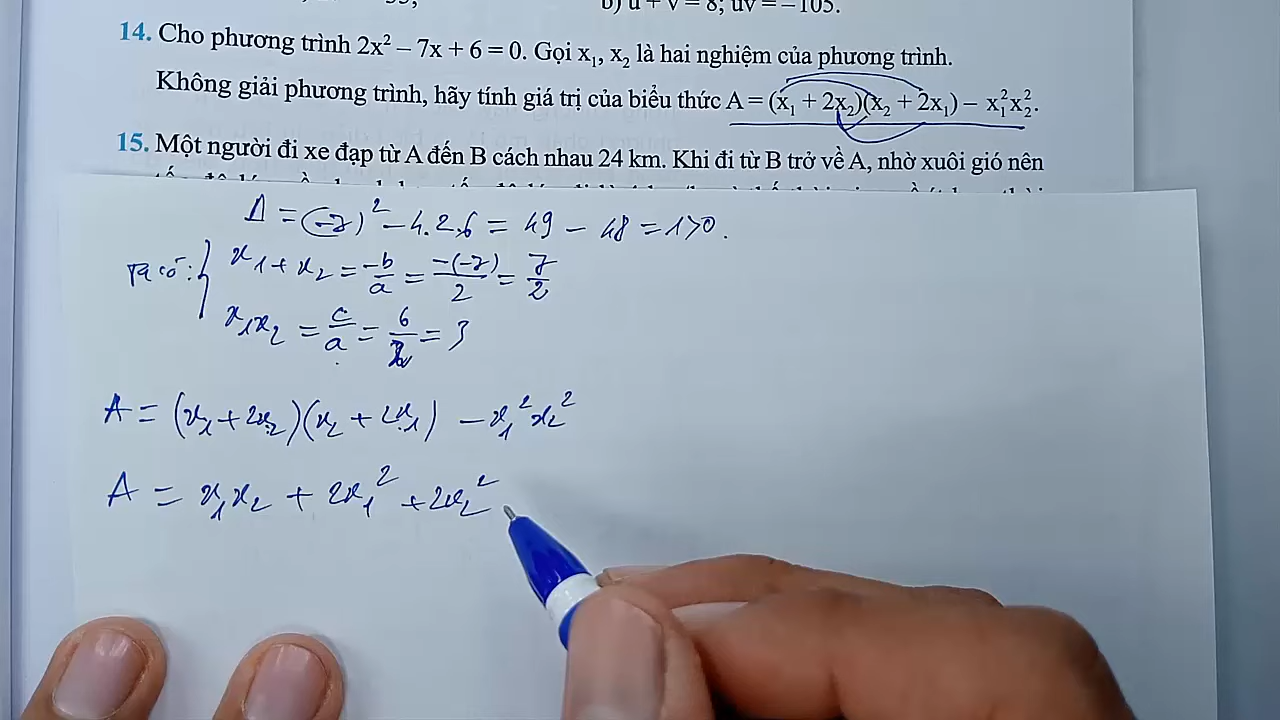 b) u + v = 8; uv = −105.
14. Cho phương trình 2x² – 7x + 6 = 0. Gọi x₁, x₂ là hai nghiệm của phương trình.
Không giải phương trình, hãy tính giá trị của biểu thức A = (x₁ + 2x₂)(x₂ + 2x₁) – x₁²x₂².
15. Một người đi xe đạp từ A đến B cách nhau 24 km. Khi đi từ B trở về A, nhờ xuôi gió nên
Δ = (-7)² - 4.2.6 = 49 - 48 = 1 > 0.
Ta có: { x₁ + x₂ = -b/a = -(-7)/2 = 7/2
x₁x₂ = c/a = 6/2 = 3
A = (x₁ + 2x₂)(x₂ + 2x₁) - x₁²x₂²
A = x₁x₂ + 2x₁² + 2x₂²